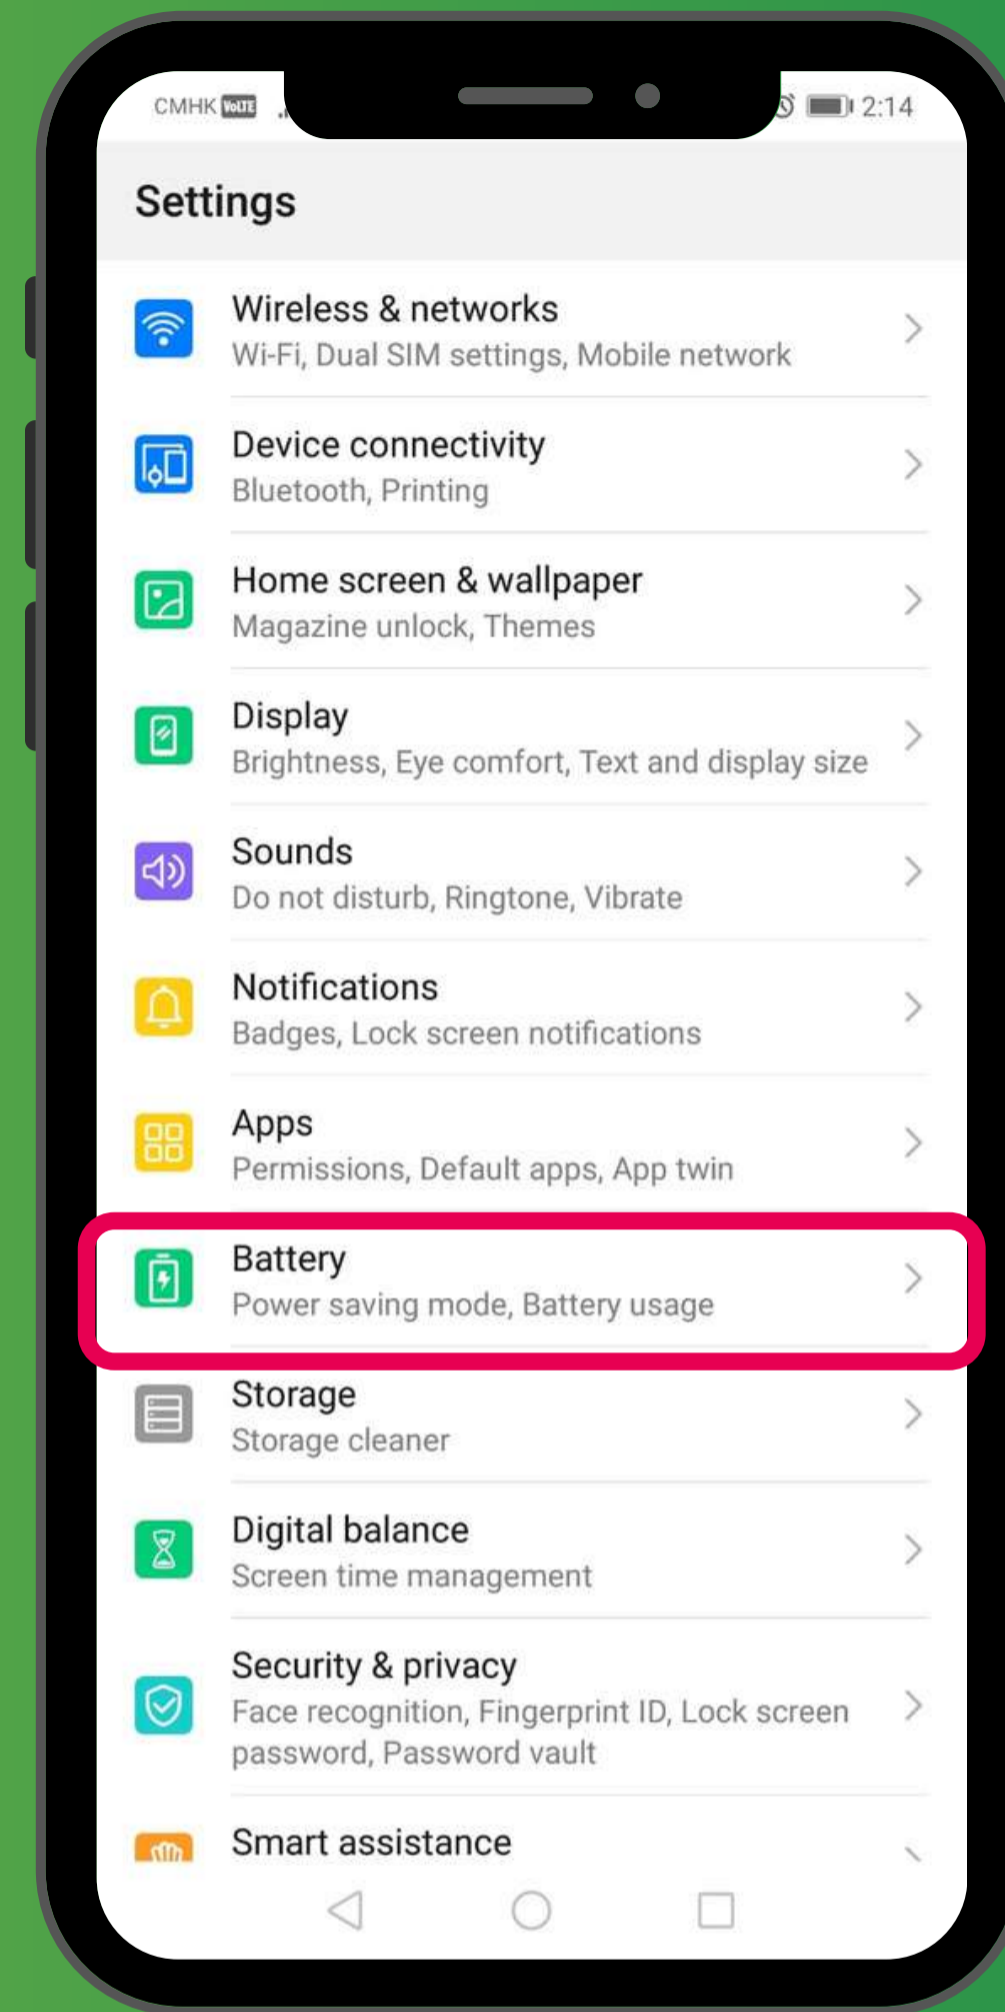 CMHK VoLTE 2:14
Settings
Wireless & networks
Wi-Fi, Dual SIM settings, Mobile network
Device connectivity
Bluetooth, Printing
Home screen & wallpaper
Magazine unlock, Themes
Display
Brightness, Eye comfort, Text and display size
Sounds
Do not disturb, Ringtone, Vibrate
Notifications
Badges, Lock screen notifications
Apps
Permissions, Default apps, App twin
Battery
Power saving mode, Battery usage
Storage
Storage cleaner
Digital balance
Screen time management
Security & privacy
Face recognition, Fingerprint ID, Lock screen
password, Password vault
Smart assistance